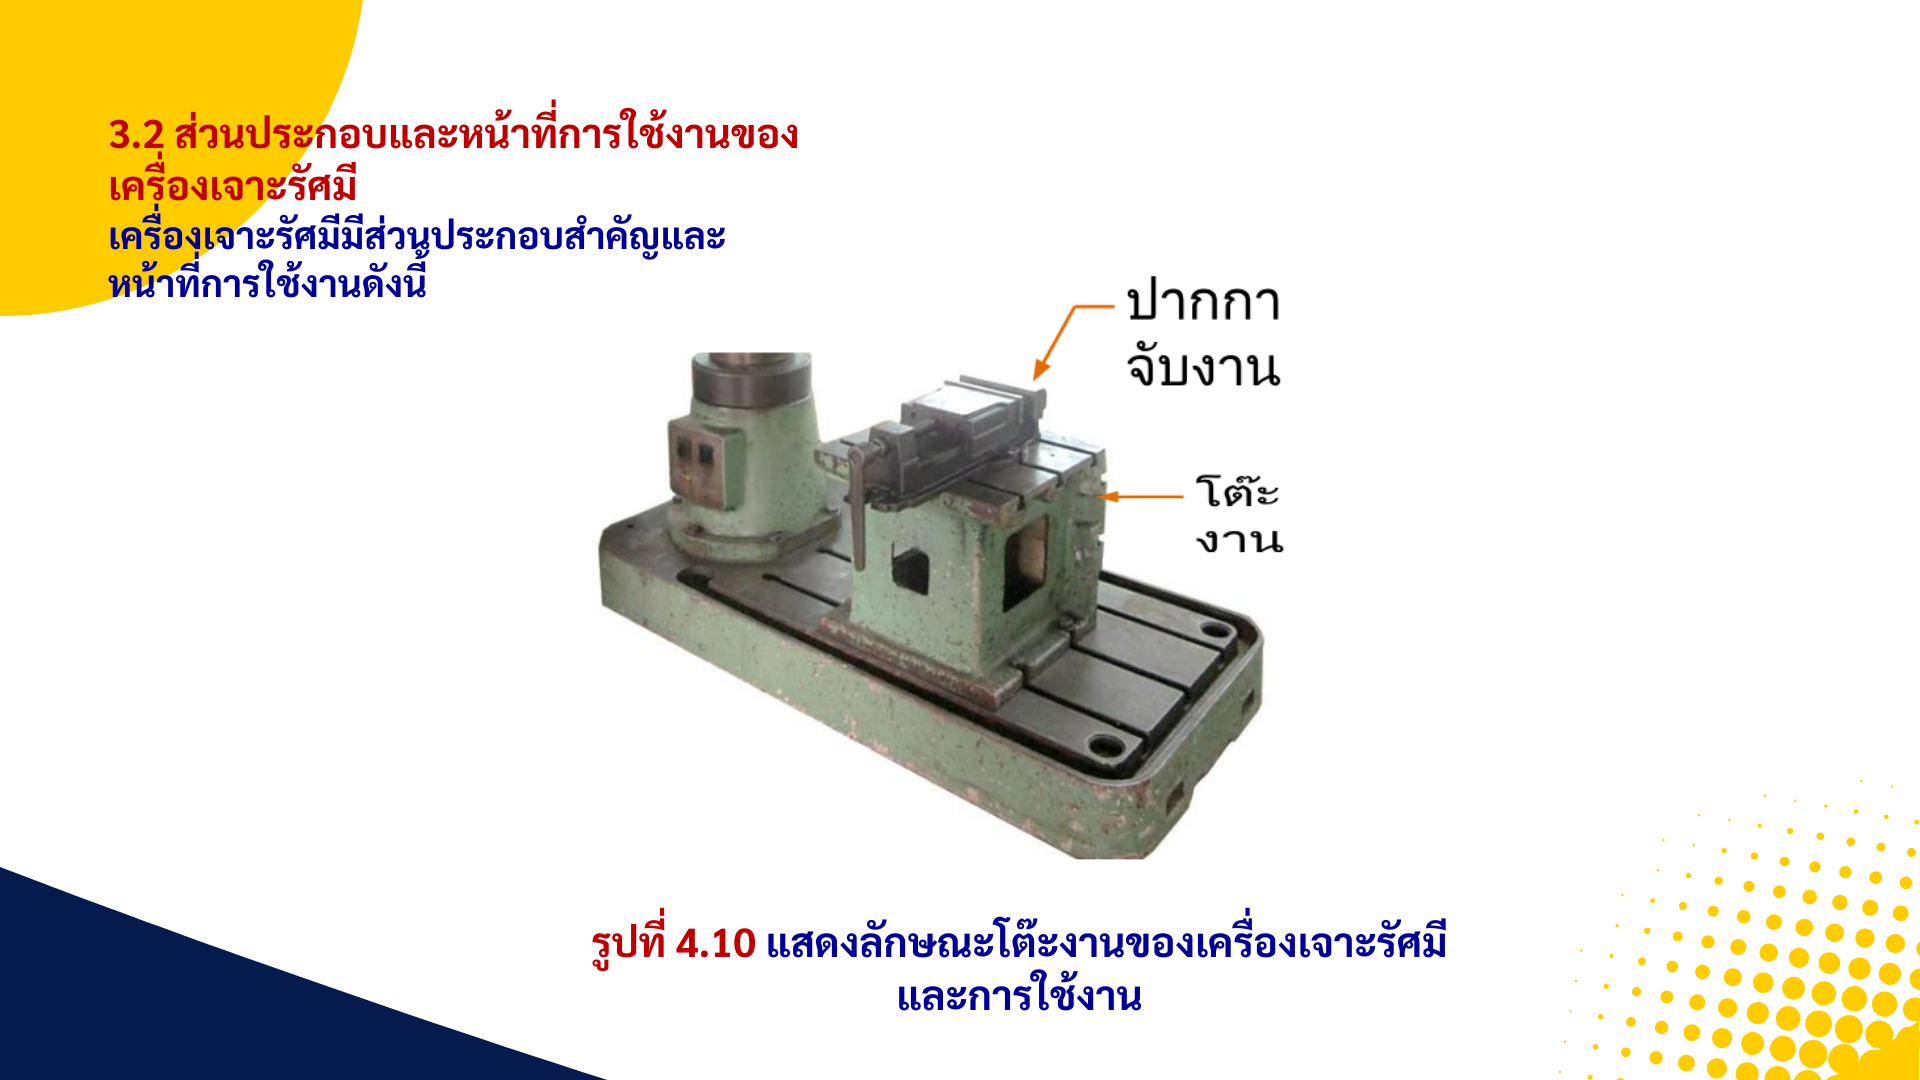 3.2 ส่วนประกอบและหน้าที่การใช้งานของ
เครื่องเจาะรัศมี
เครื่องเจาะรัศมีมีส่วนประกอบสำคัญและ
หน้าที่การใช้งานดังนี้
ปากกา
จับงาน
โต๊ะ
งาน
รูปที่ 4.10 แสดงลักษณะโต๊ะงานของเครื่องเจาะรัศมี
และการใช้งาน